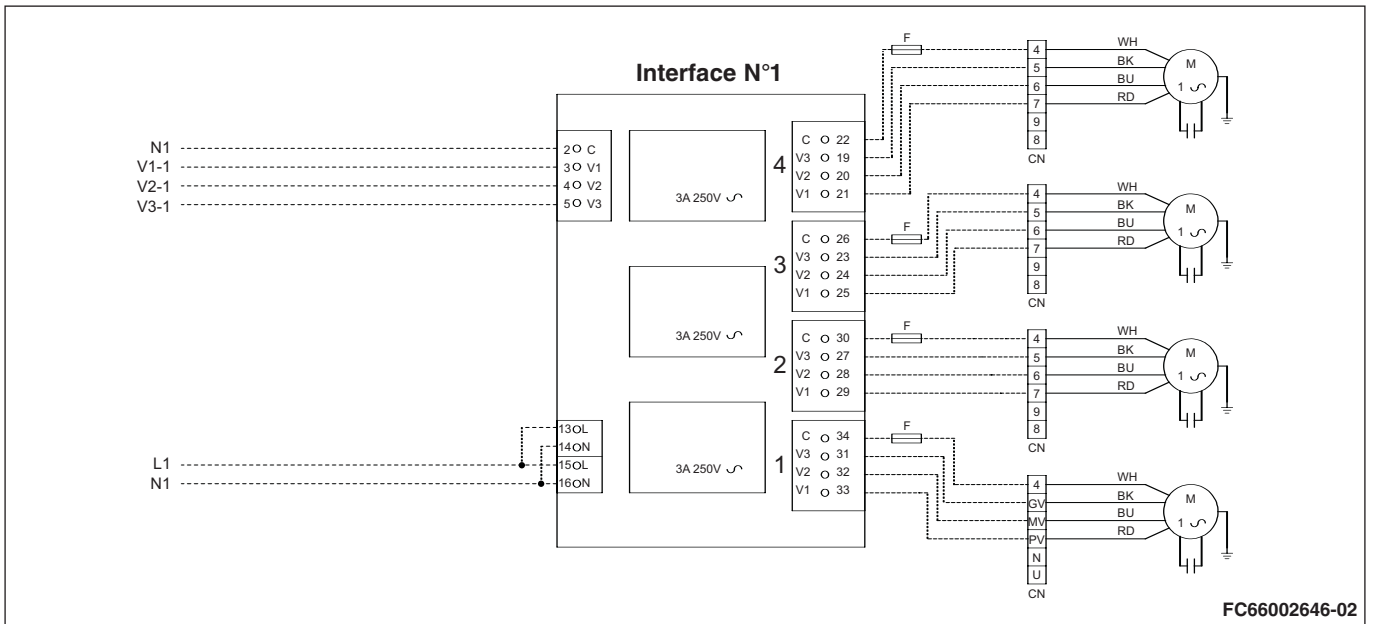 Interface N°1
N1
V1-1
V2-1
V3-1
2 C
3 V1
4 V2
5 V3
3A 250V
3A 250V
3A 250V
L1
N1
13 L
14 N
15 L
16 N
4
C 22
V3 19
V2 20
V1 21
3
C 26
V3 23
V2 24
V1 25
2
C 30
V3 27
V2 28
V1 29
1
C 34
V3 31
V2 32
V1 33
F
4 WH
5 BK
6 BU
7 RD
9
8
CN
M
1
F
4 WH
5 BK
6 BU
7 RD
9
8
CN
M
1
F
4 WH
5 BK
6 BU
7 RD
9
8
CN
M
1
F
4 WH
GV BK
MV BU
PV RD
N
U
CN
M
1
FC66002646-02